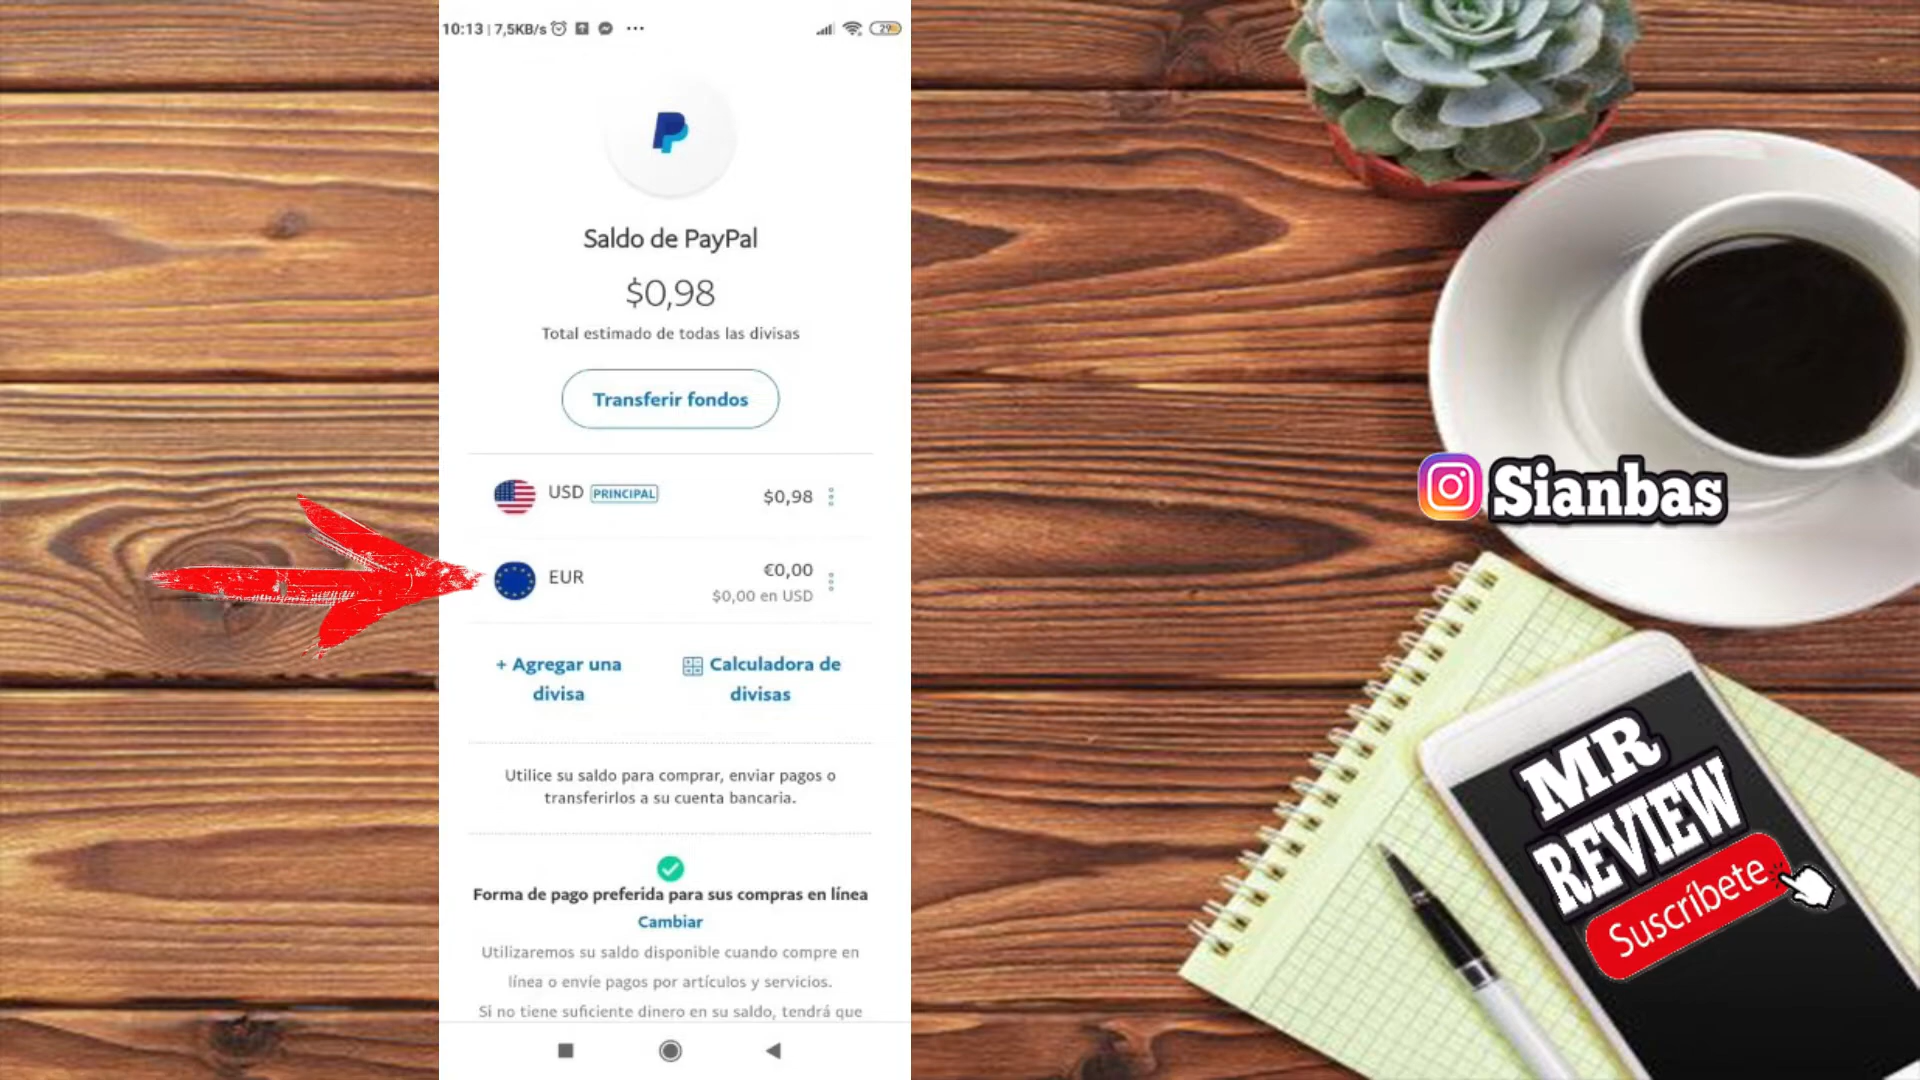 10:13 | 7,5KB/s
29
Saldo de PayPal
$0,98
Total estimado de todas las divisas
Transferir fondos
USD PRINCIPAL $0,98
EUR €0,00
$0,00 en USD
+ Agregar una divisa
Calculadora de divisas
Utilice su saldo para comprar, enviar pagos o
transferirlos a su cuenta bancaria.
Forma de pago preferida para sus compras en línea
Cambiar
Utilizaremos su saldo disponible cuando compre en
línea o envíe pagos por artículos y servicios.
Si no tiene suficiente dinero en su saldo, tendrá que
Sianbas
MR
REVIEW
Suscríbete